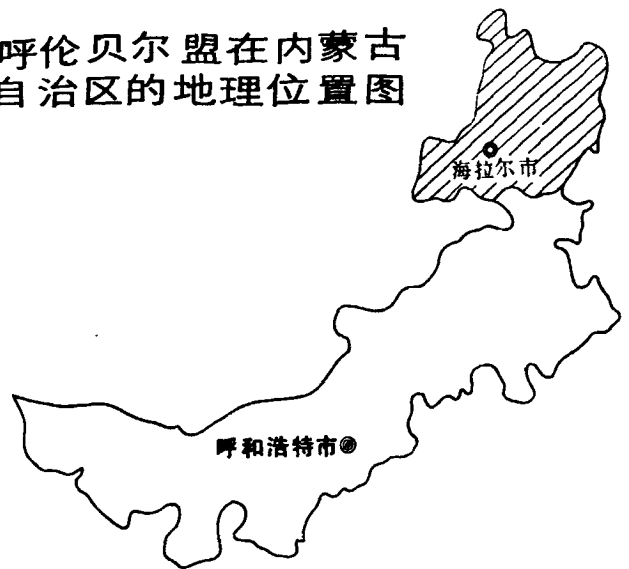 呼伦贝尔盟在内蒙古
自治区的地理位置图
海拉尔市
呼和浩特市